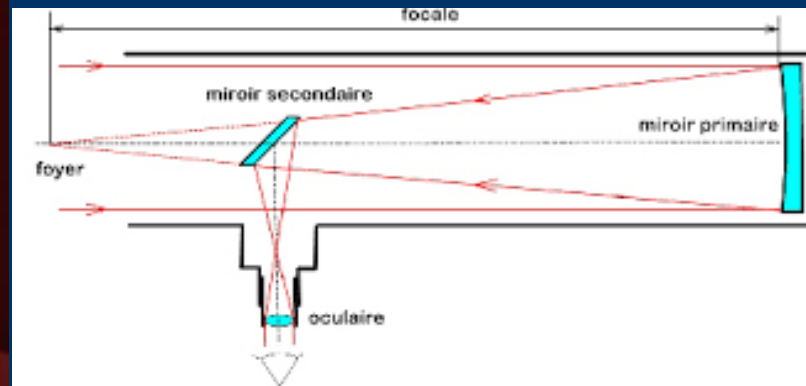 focale
miroir secondaire
miroir primaire
foyer
oculaire